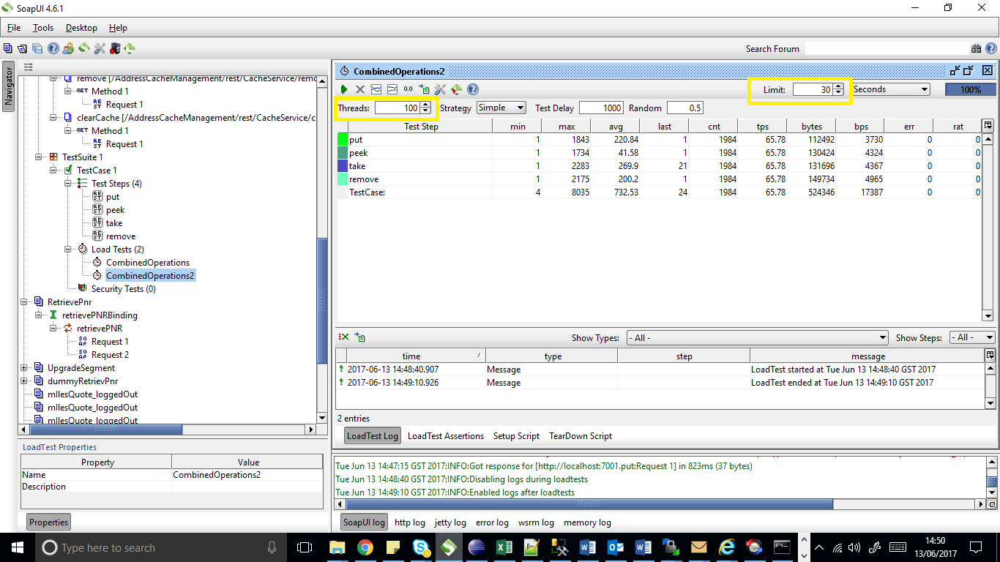 SoapUI 4.6.1
File Tools Desktop Help
Search Forum
Navigator
remove [/AddressCacheManagement/rest/CacheService/remo
GET Method 1
REST Request 1
clearCache [/AddressCacheManagement/rest/CacheService/c
GET Method 1
REST Request 1
TestSuite 1
TestCase 1
Test Steps (4)
REST put
REST peek
REST take
REST remove
Load Tests (2)
CombinedOperations
CombinedOperations2
Security Tests (0)
RetrievePnr
retrievePNRBinding
retrievePNR
SOAP Request 1
SOAP Request 2
UpgradeSegment
dummyRetrievPnr
mllesQuote_loggedOut
mllesQuote_loggedOut
mllesQuote_loggedOut
LoadTest Properties
Property Value
Name CombinedOperations2
Description
Properties
CombinedOperations2
0.0 Limit: 30 Seconds 100%
Threads: 100 Strategy Simple Test Delay 1000 Random 0.5
Test Step min max avg last cnt tps bytes bps err rat
put 1 1843 220.84 1 1984 65.78 112492 3730 0 0
peek 1 1734 41.58 1 1984 65.78 130424 4324 0 0
take 1 2283 269.9 21 1984 65.78 131696 4367 0 0
remove 1 2175 200.2 1 1984 65.78 149734 4965 0 0
TestCase: 4 8035 732.53 24 1984 65.78 524346 17387 0 0
Show Types: - All - Show Steps: - All -
time type step message
2017-06-13 14:48:40.907 Message LoadTest started at Tue Jun 13 14:48:40 GST 2017
2017-06-13 14:49:10.926 Message LoadTest ended at Tue Jun 13 14:49:10 GST 2017
2 entries
LoadTest Log LoadTest Assertions Setup Script TearDown Script
Tue Jun 13 14:47:15 GST 2017:INFO:Got response for [http://localhost:7001.put:Request 1] in 823ms (37 bytes)
Tue Jun 13 14:48:40 GST 2017:INFO:Disabling logs during loadtests
Tue Jun 13 14:49:10 GST 2017:INFO:Enabled logs after loadtests
SoapUI log http log jetty log error log wsrm log memory log
Type here to search
14:50
13/06/2017